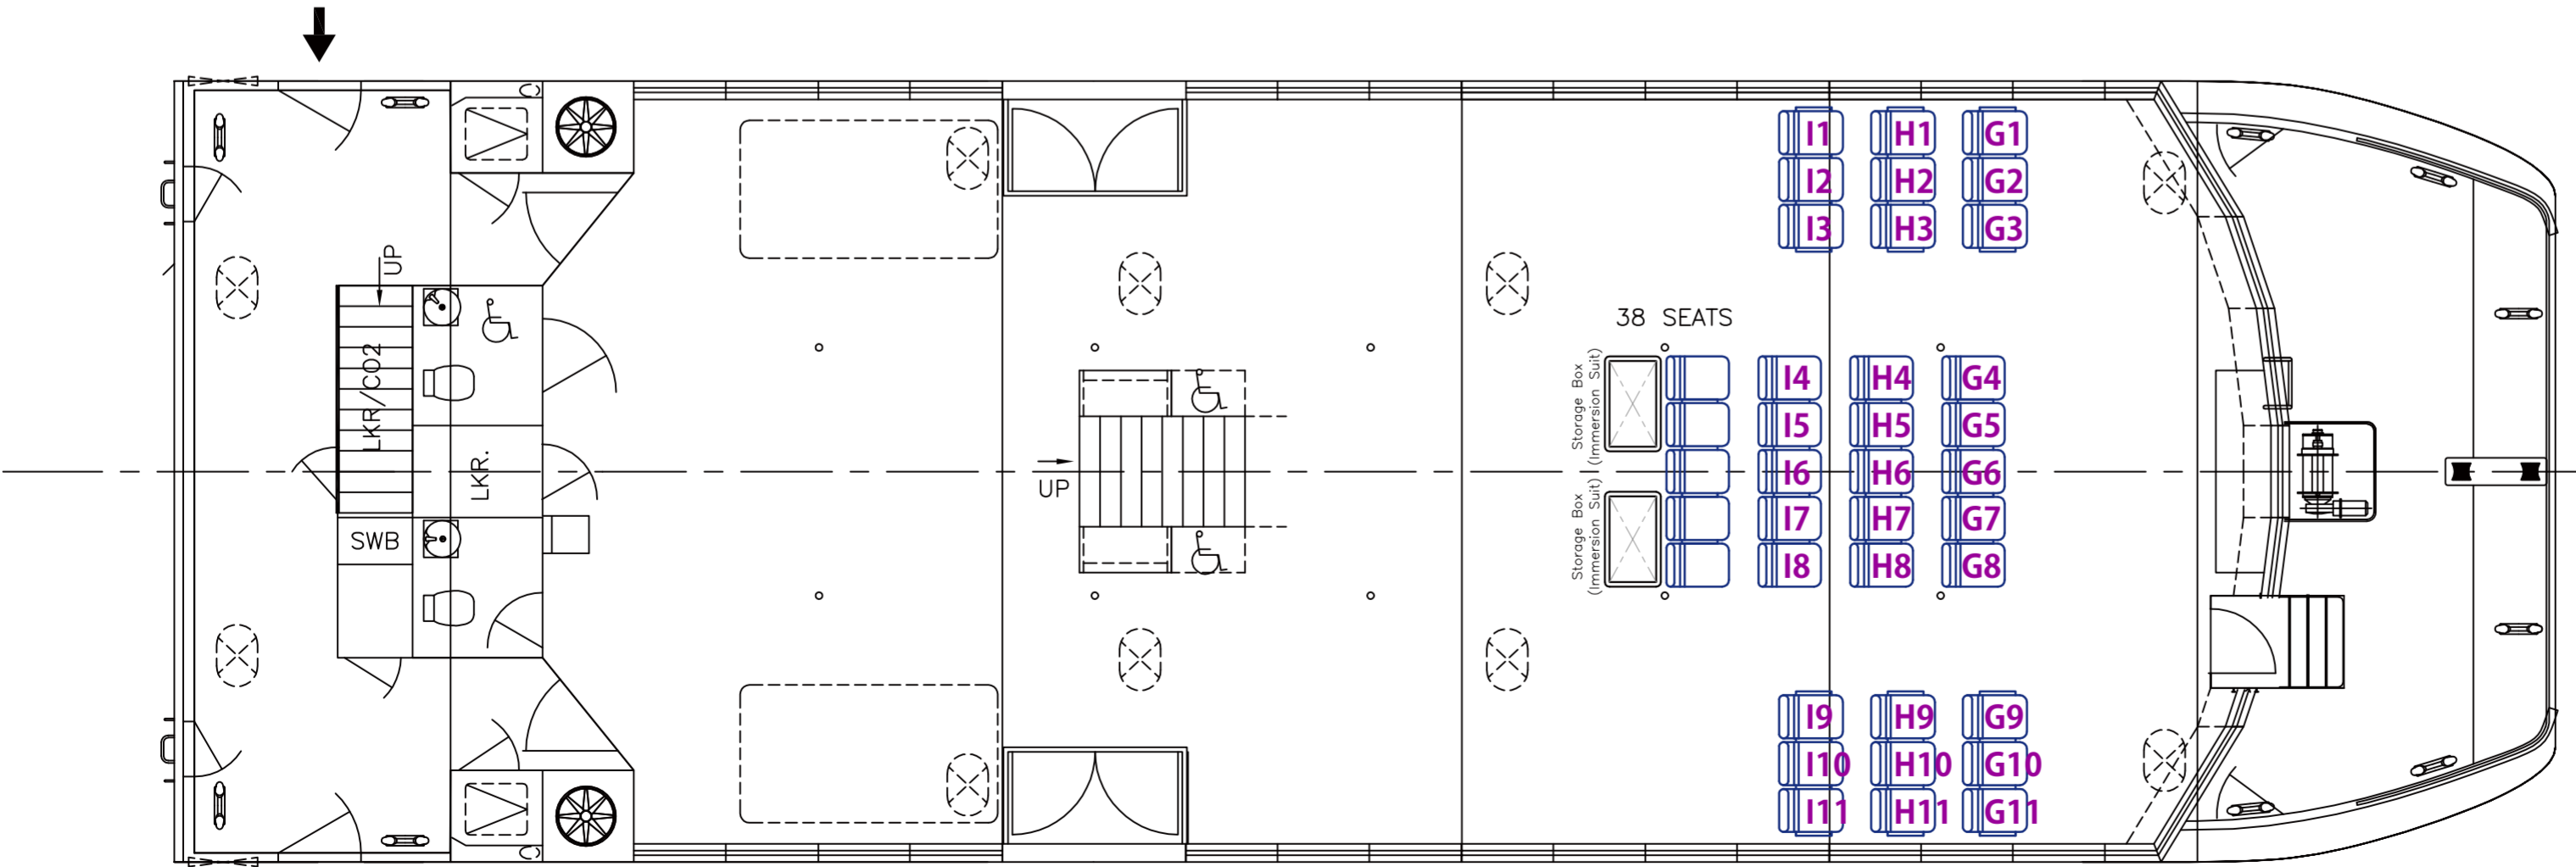 I1 H1 G1
I2 H2 G2
I3 H3 G3
UP
38 SEATS
LKR/CO2
Storage Box
(Immersion Suit)
I4 H4 G4
I5 H5 G5
LKR.
UP
I6 H6 G6
SWB
Storage Box
(Immersion Suit)
I7 H7 G7
I8 H8 G8
I9 H9 G9
I10 H10 G10
I11 H11 G11